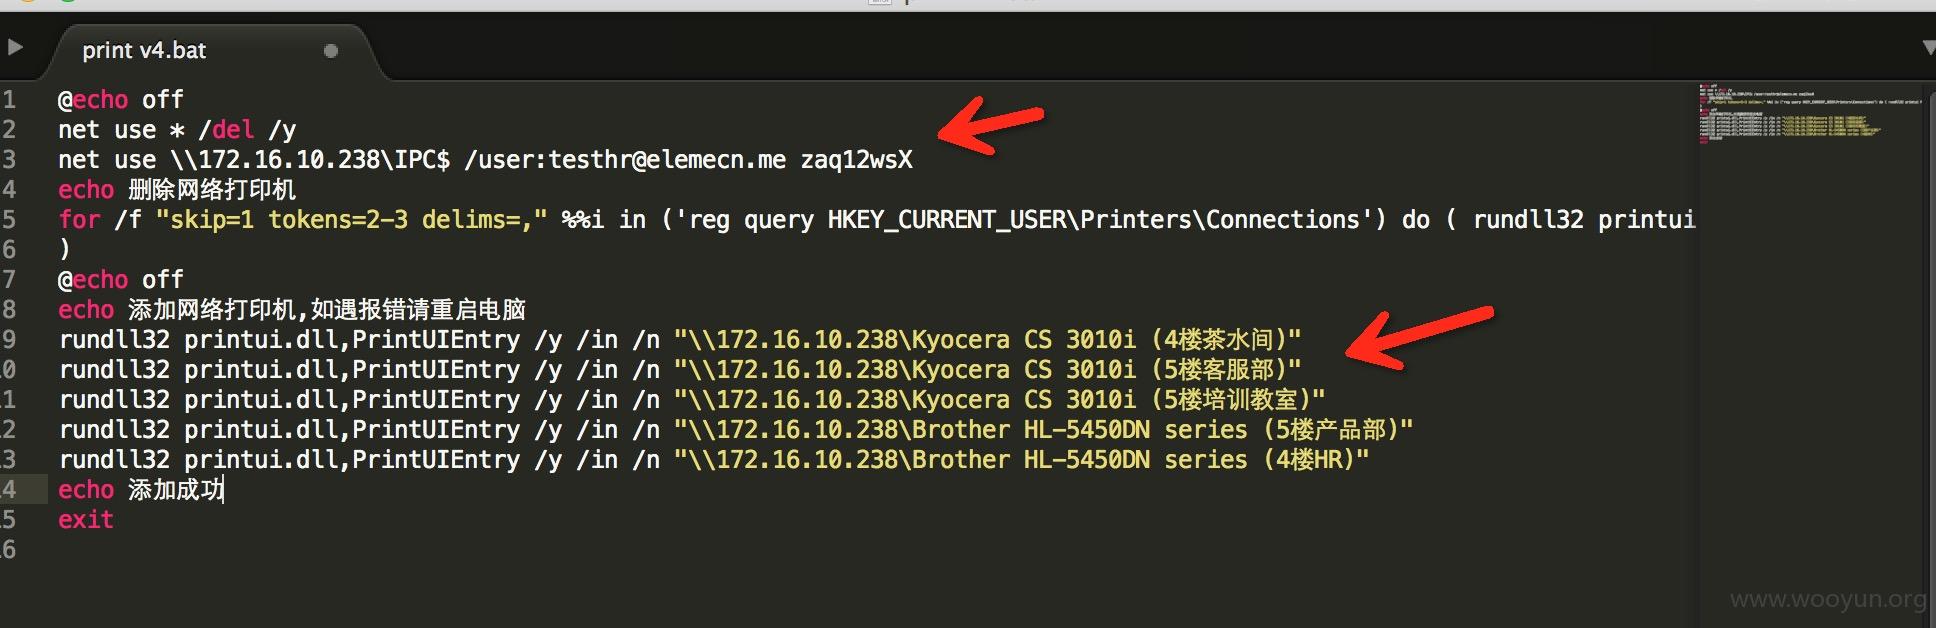 print v4.bat
1 @echo off
2 net use * /del /y
3 net use \\172.16.10.238\IPC$ /user:testhr@elemecn.me zaq12wsX
4 echo 删除网络打印机
5 for /f "skip=1 tokens=2-3 delims=," %%i in ('reg query HKEY_CURRENT_USER\Printers\Connections') do ( rundll32 printui
6 )
7 @echo off
8 echo 添加网络打印机,如遇报错请重启电脑
9 rundll32 printui.dll,PrintUIEntry /y /in /n "\\172.16.10.238\Kyocera CS 3010i (4楼茶水间)"
0 rundll32 printui.dll,PrintUIEntry /y /in /n "\\172.16.10.238\Kyocera CS 3010i (5楼客服部)"
1 rundll32 printui.dll,PrintUIEntry /y /in /n "\\172.16.10.238\Kyocera CS 3010i (5楼培训教室)"
2 rundll32 printui.dll,PrintUIEntry /y /in /n "\\172.16.10.238\Brother HL-5450DN series (5楼产品部)"
3 rundll32 printui.dll,PrintUIEntry /y /in /n "\\172.16.10.238\Brother HL-5450DN series (4楼HR)"
4 echo 添加成功
5 exit
6
www.wooyun.org